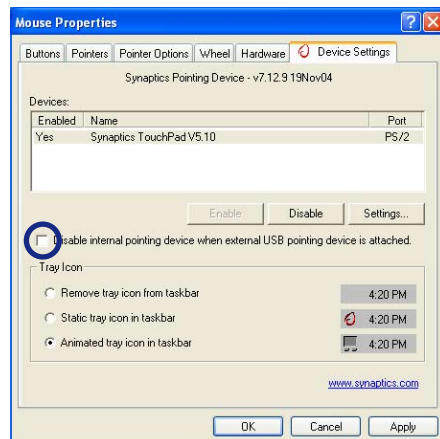 Mouse Properties
Buttons Pointers Pointer Options Wheel Hardware Device Settings
Synaptics Pointing Device - v7.12.9 19Nov04
Devices:
Enabled Name Port
Yes Synaptics TouchPad V5.10 PS/2
Enable Disable Settings...
Disable internal pointing device when external USB pointing device is attached.
Tray Icon
Remove tray icon from taskbar 4:20 PM
Static tray icon in taskbar 4:20 PM
Animated tray icon in taskbar 4:20 PM
www.synaptics.com
OK Cancel Apply